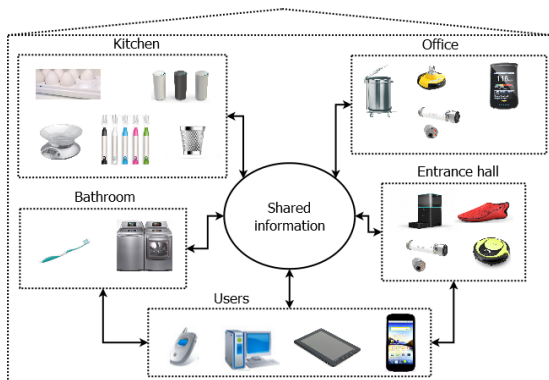 Kitchen
Office
Entrance hall
Bathroom
Shared
information
Users